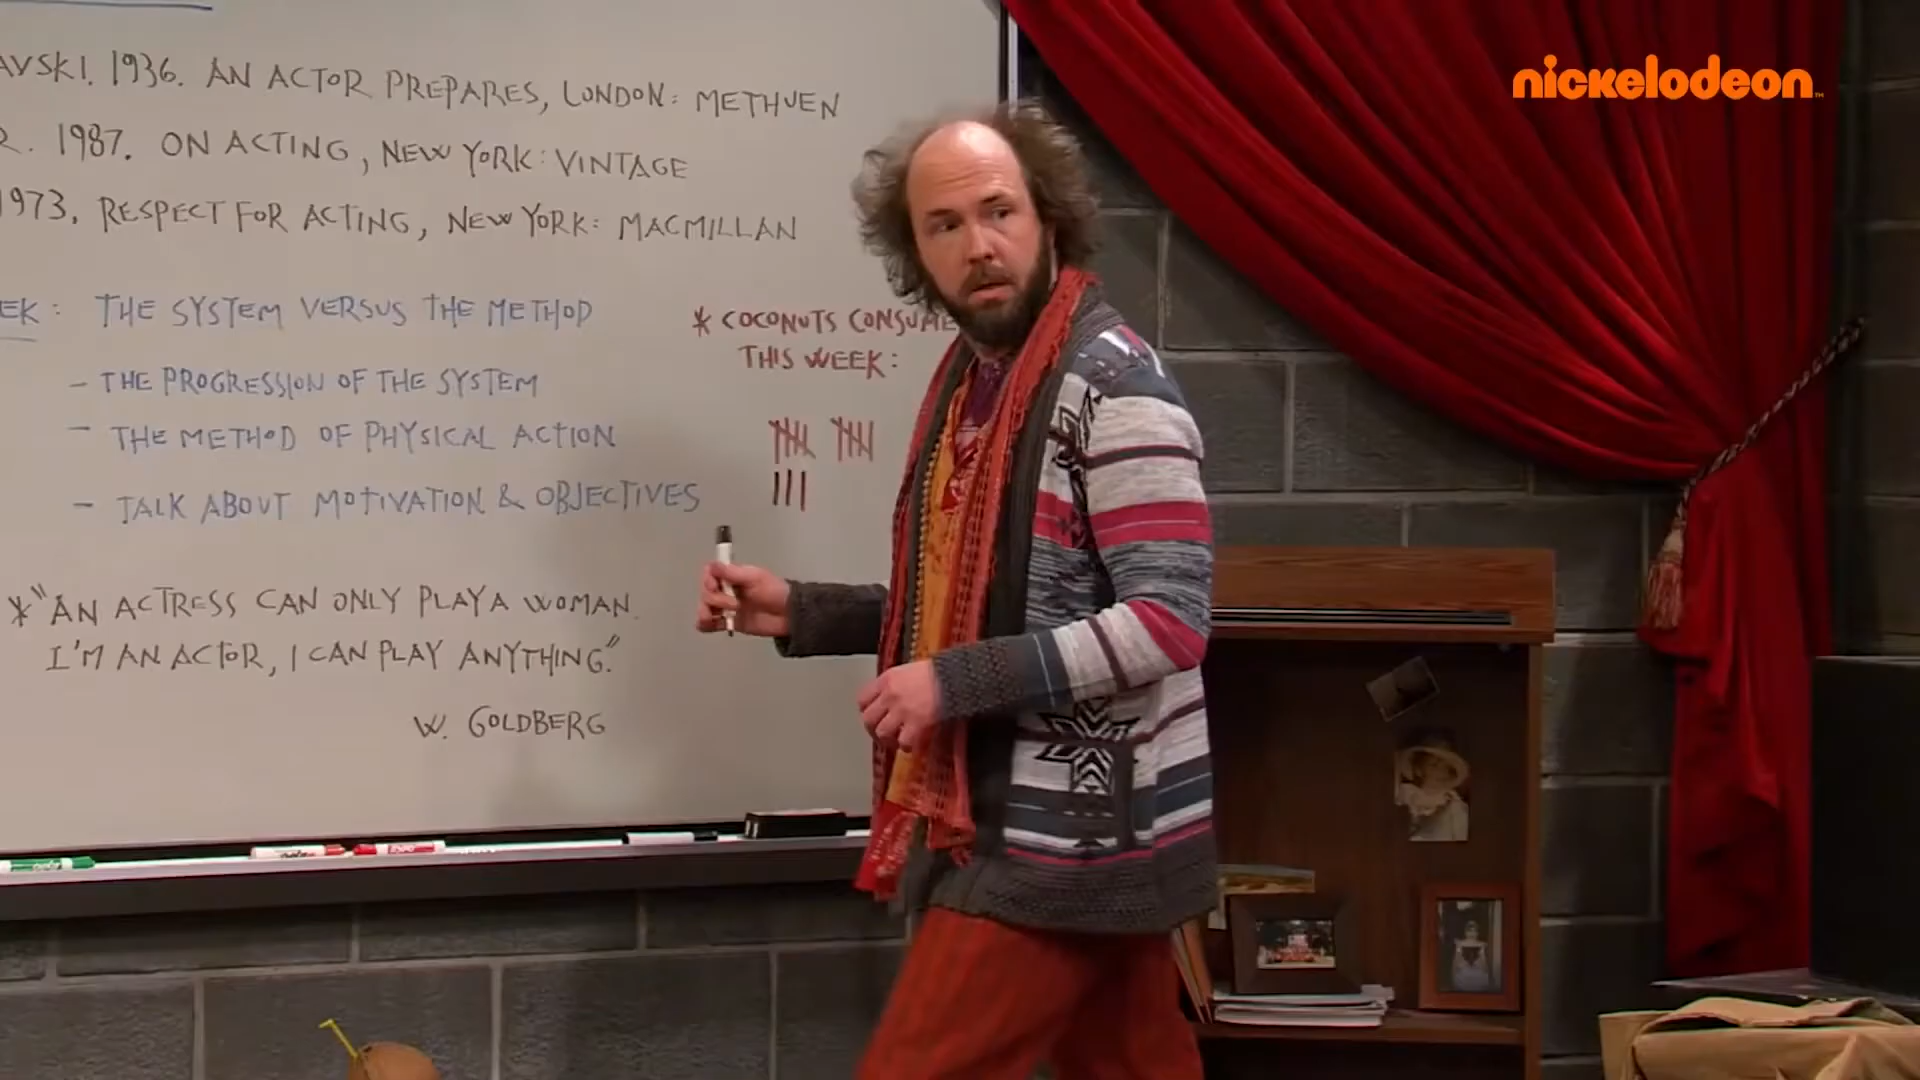 AVSKI. 1936. AN ACTOR PREPARES, LONDON: METHUEN
R. 1987. ON ACTING, NEW YORK: VINTAGE
1973, RESPECT FOR ACTING, NEW YORK: MACMILLAN
EK: THE SYSTEM VERSUS THE METHOD
- THE PROGRESSION OF THE SYSTEM
- THE METHOD OF PHYSICAL ACTION
- TALK ABOUT MOTIVATION & OBJECTIVES
* "AN ACTRESS CAN ONLY PLAY A WOMAN.
I'M AN ACTOR, I CAN PLAY ANYTHING."
W. GOLDBERG
* COCONUTS CONSUME
THIS WEEK:
nickelodeon
EXPO